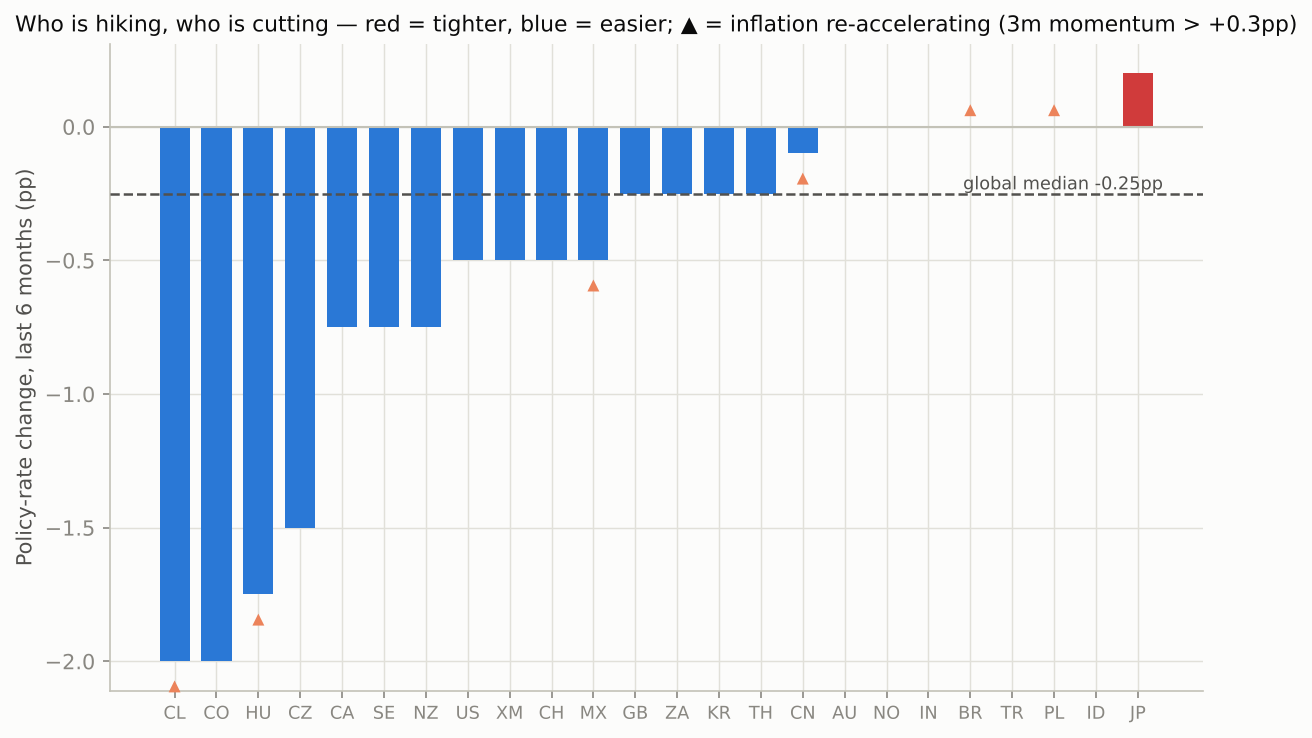 Who is hiking, who is cutting — red = tighter, blue = easier; ▲ = inflation re-accelerating (3m momentum > +0.3pp)
Policy-rate change, last 6 months (pp)
0.0
−0.5
−1.0
−1.5
−2.0
global median -0.25pp
CL CO HU CZ CA SE NZ US XM CH MX GB ZA KR TH CN AU NO IN BR TR PL ID JP